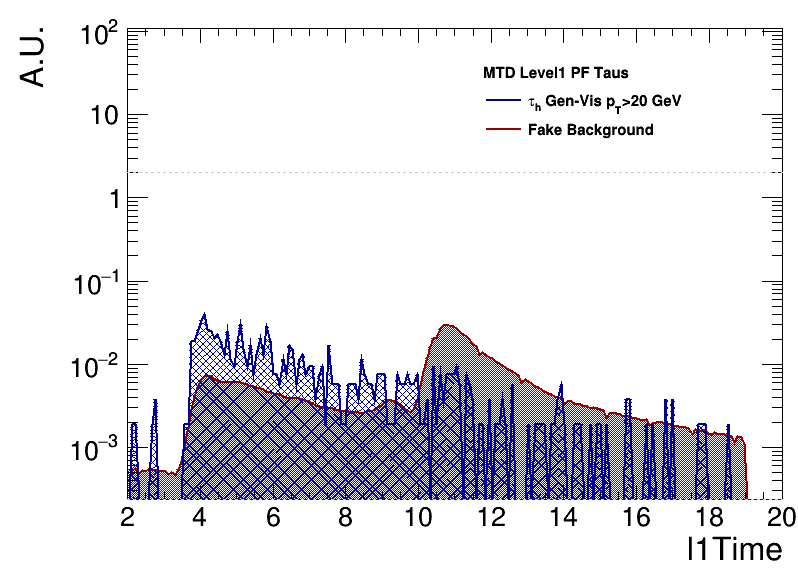 A.U.
10²
10
1
10⁻¹
10⁻²
10⁻³
MTD Level1 PF Taus
τₕ Gen-Vis p_T>20 GeV
Fake Background
2 4 6 8 10 12 14 16 18 20
l1Time